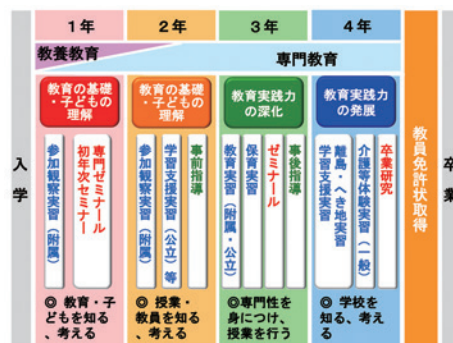 入学
1年
2年
3年
4年
教養教育
専門教育
教育の基礎
・子どもの
理解
教育の基礎
・子どもの
理解
教育実践力
の深化
教育実践力
の発展
参加観察実習（附属）
専門ゼミナール
初年次セミナー
参加観察実習（附属）
学習支援実習（公立）等
事前指導
教育実習（附属・公立）
保育実習
ゼミナール
事後指導
離島・へき地実習
学習支援実習
介護等体験実習（一般）
卒業研究
◎ 教育・子
どもを知る
、考える
◎ 授業・
教員を知る
、考える
◎専門性を
身につけ、
授業を行う
◎ 学校を
知る、考え
る
教員免許状取得
卒業